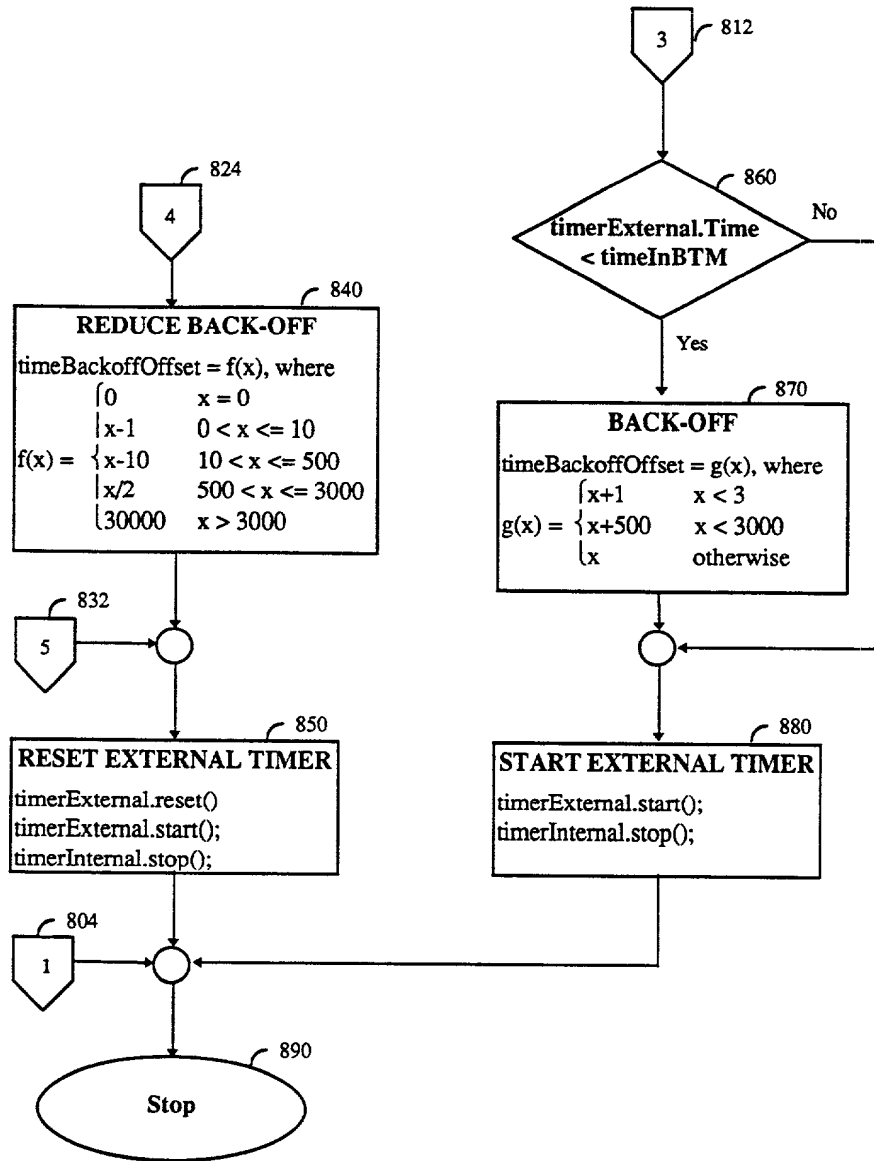 3
812
824
4
860
timerExternal.Time
< timeInBTM
No
Yes
840
REDUCE BACK-OFF
timeBackoffOffset = f(x), where
f(x) =
0 x = 0
x-1 0 < x <= 10
x-10 10 < x <= 500
x/2 500 < x <= 3000
30000 x > 3000
870
BACK-OFF
timeBackoffOffset = g(x), where
g(x) =
x+1 x < 3
x+500 x < 3000
x otherwise
832
5
850
RESET EXTERNAL TIMER
timerExternal.reset()
timerExternal.start();
timerInternal.stop();
880
START EXTERNAL TIMER
timerExternal.start();
timerInternal.stop();
804
1
890
Stop